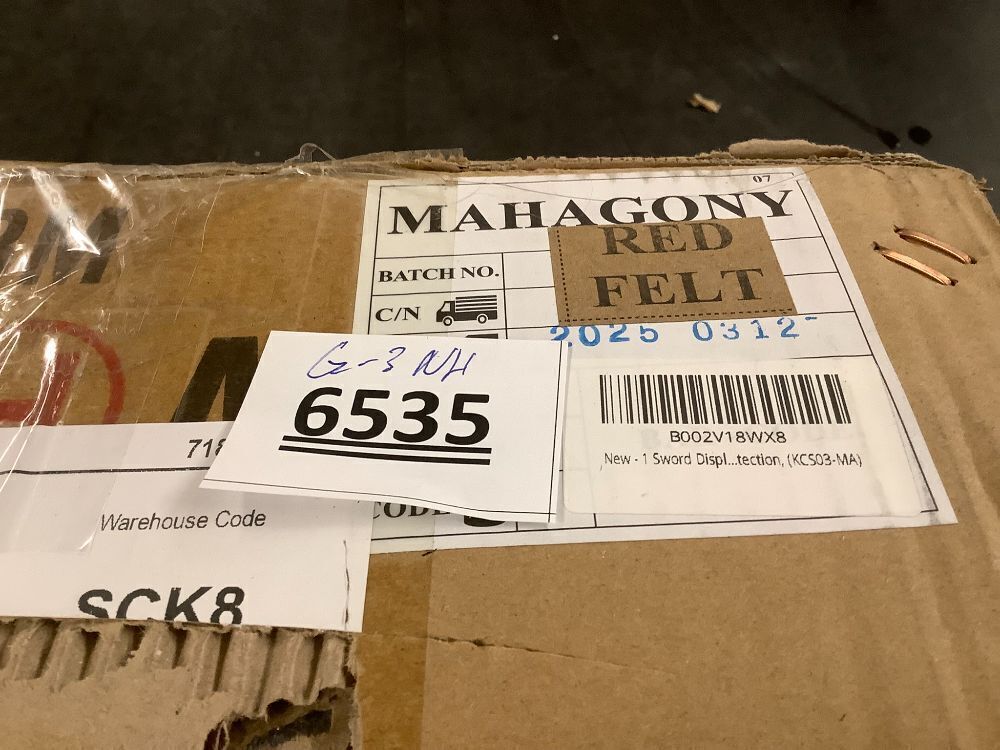 07
MAHAGONY
RED
FELT
BATCH NO.
C/N
2025 0312
G-3 NH
6535
B002V18WX8
New - 1 Sword Displ...tection, (KCS03-MA)
718
Warehouse Code
SCK8